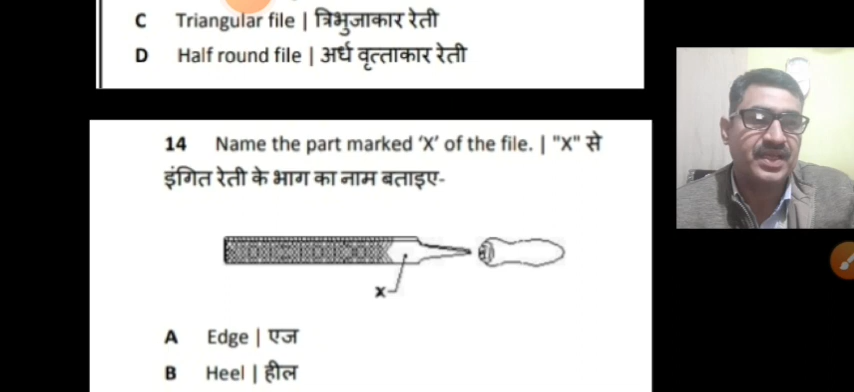 C Triangular file | त्रिभुजाकार रेती
D Half round file | अर्ध वृत्ताकार रेती
14 Name the part marked ‘X’ of the file. | "X" से
इंगित रेती के भाग का नाम बताइए-
X
A Edge | एज
B Heel | हील